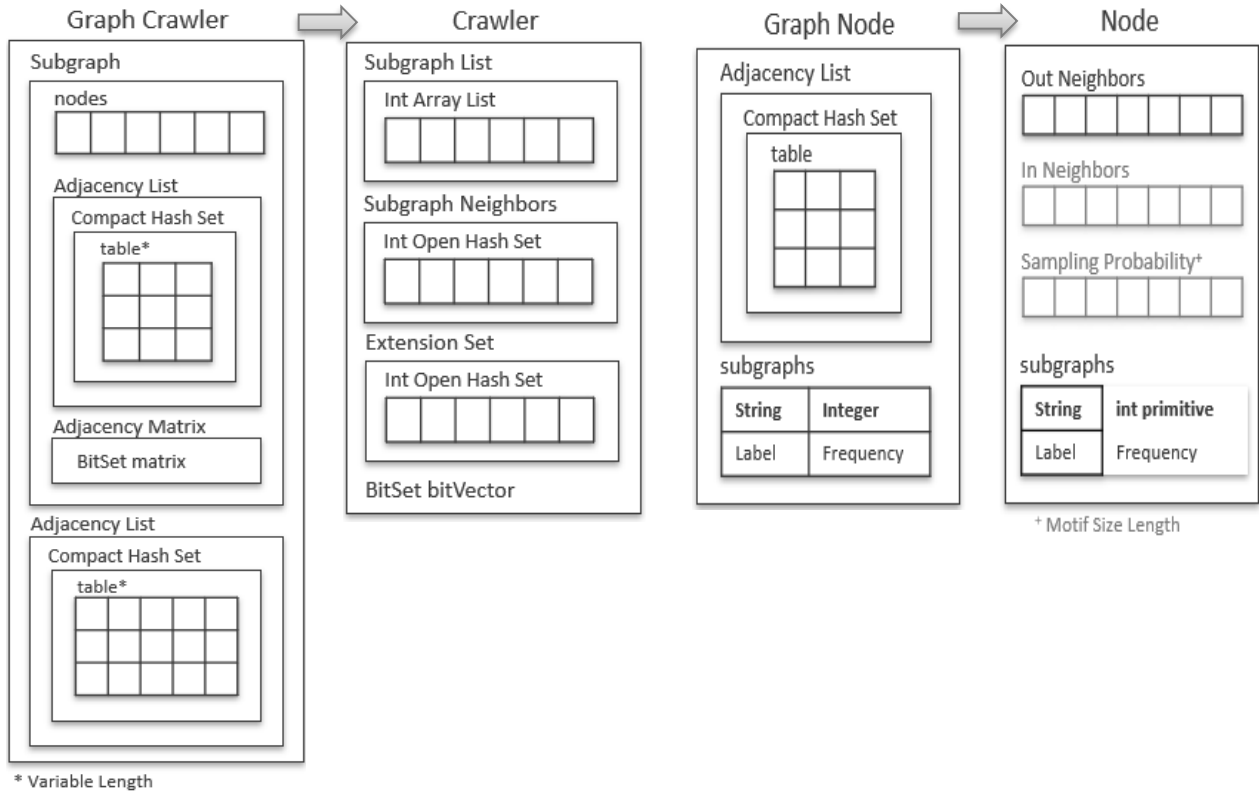 Graph Crawler
Subgraph
nodes
Adjacency List
Compact Hash Set
table*
Adjacency Matrix
BitSet matrix
Adjacency List
Compact Hash Set
table*
* Variable Length
Crawler
Subgraph List
Int Array List
Subgraph Neighbors
Int Open Hash Set
Extension Set
Int Open Hash Set
BitSet bitVector
Graph Node
Adjacency List
Compact Hash Set
table
subgraphs
String Integer
Label Frequency
Node
Out Neighbors
In Neighbors
Sampling Probability+
subgraphs
String int primitive
Label Frequency
+ Motif Size Length